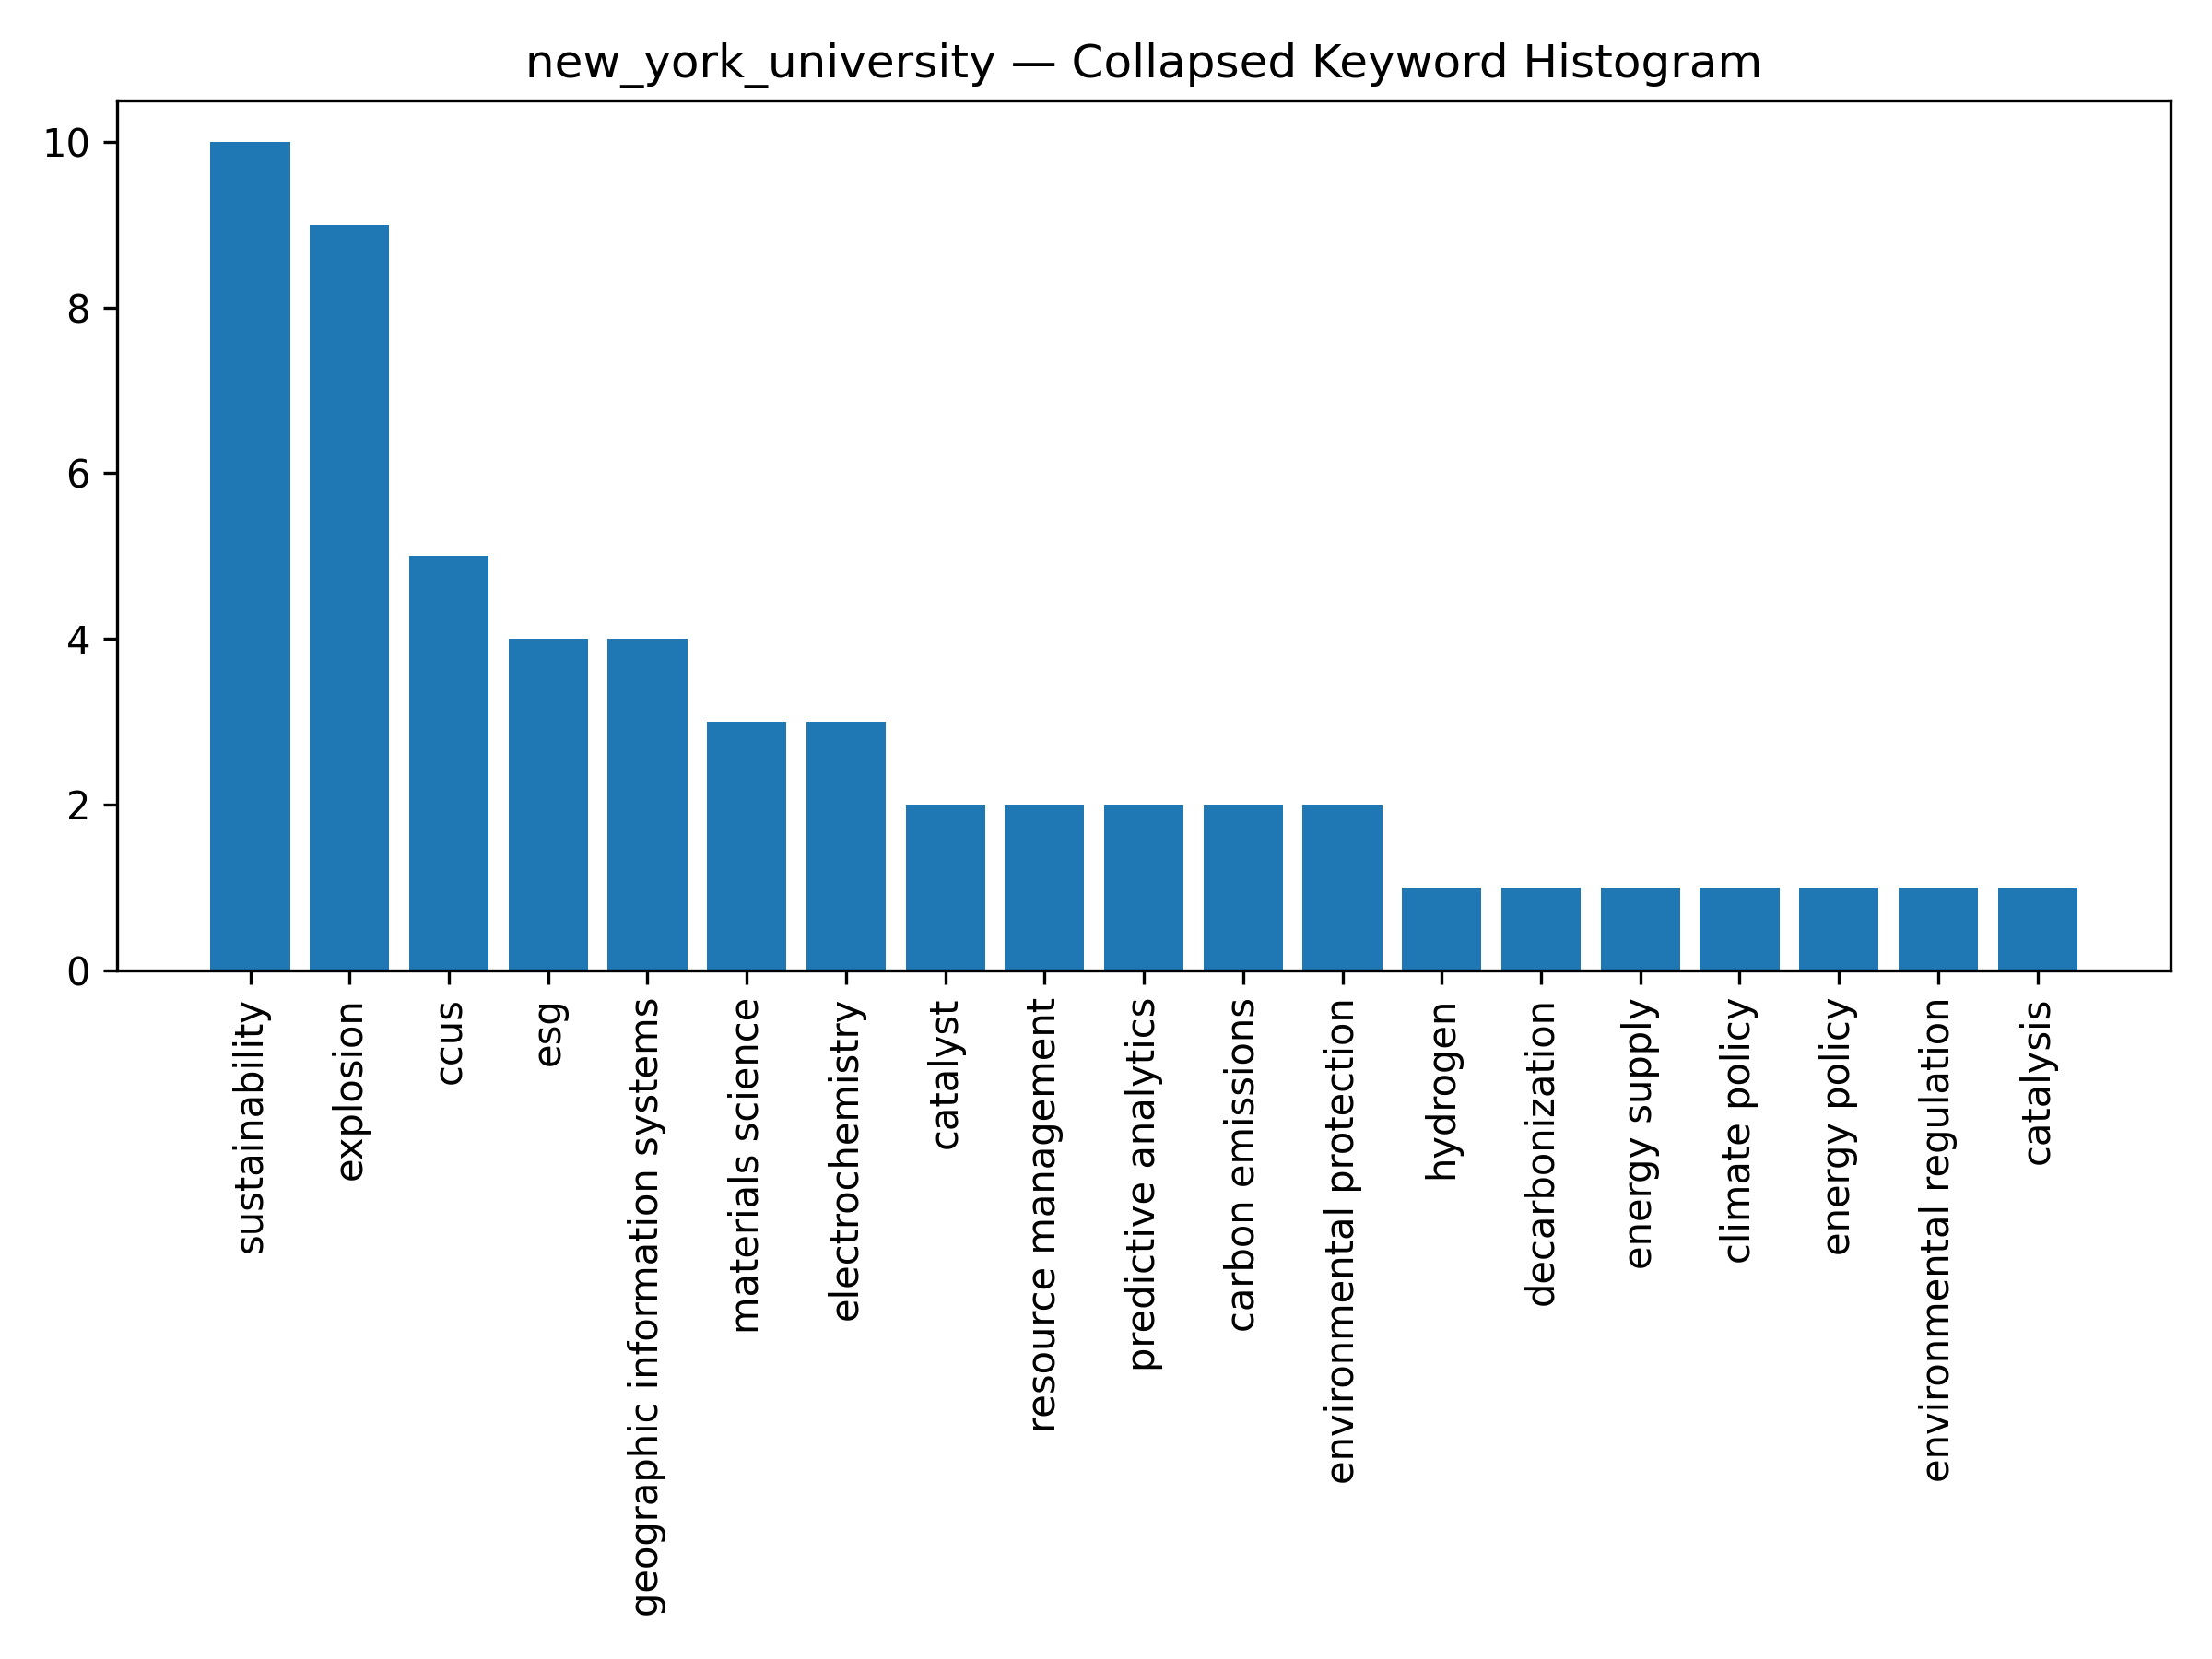 new_york_university — Collapsed Keyword Histogram
10
8
6
4
2
0
sustainability
explosion
ccus
esg
geographic information systems
materials science
electrochemistry
catalyst
resource management
predictive analytics
carbon emissions
environmental protection
hydrogen
decarbonization
energy supply
climate policy
energy policy
environmental regulation
catalysis